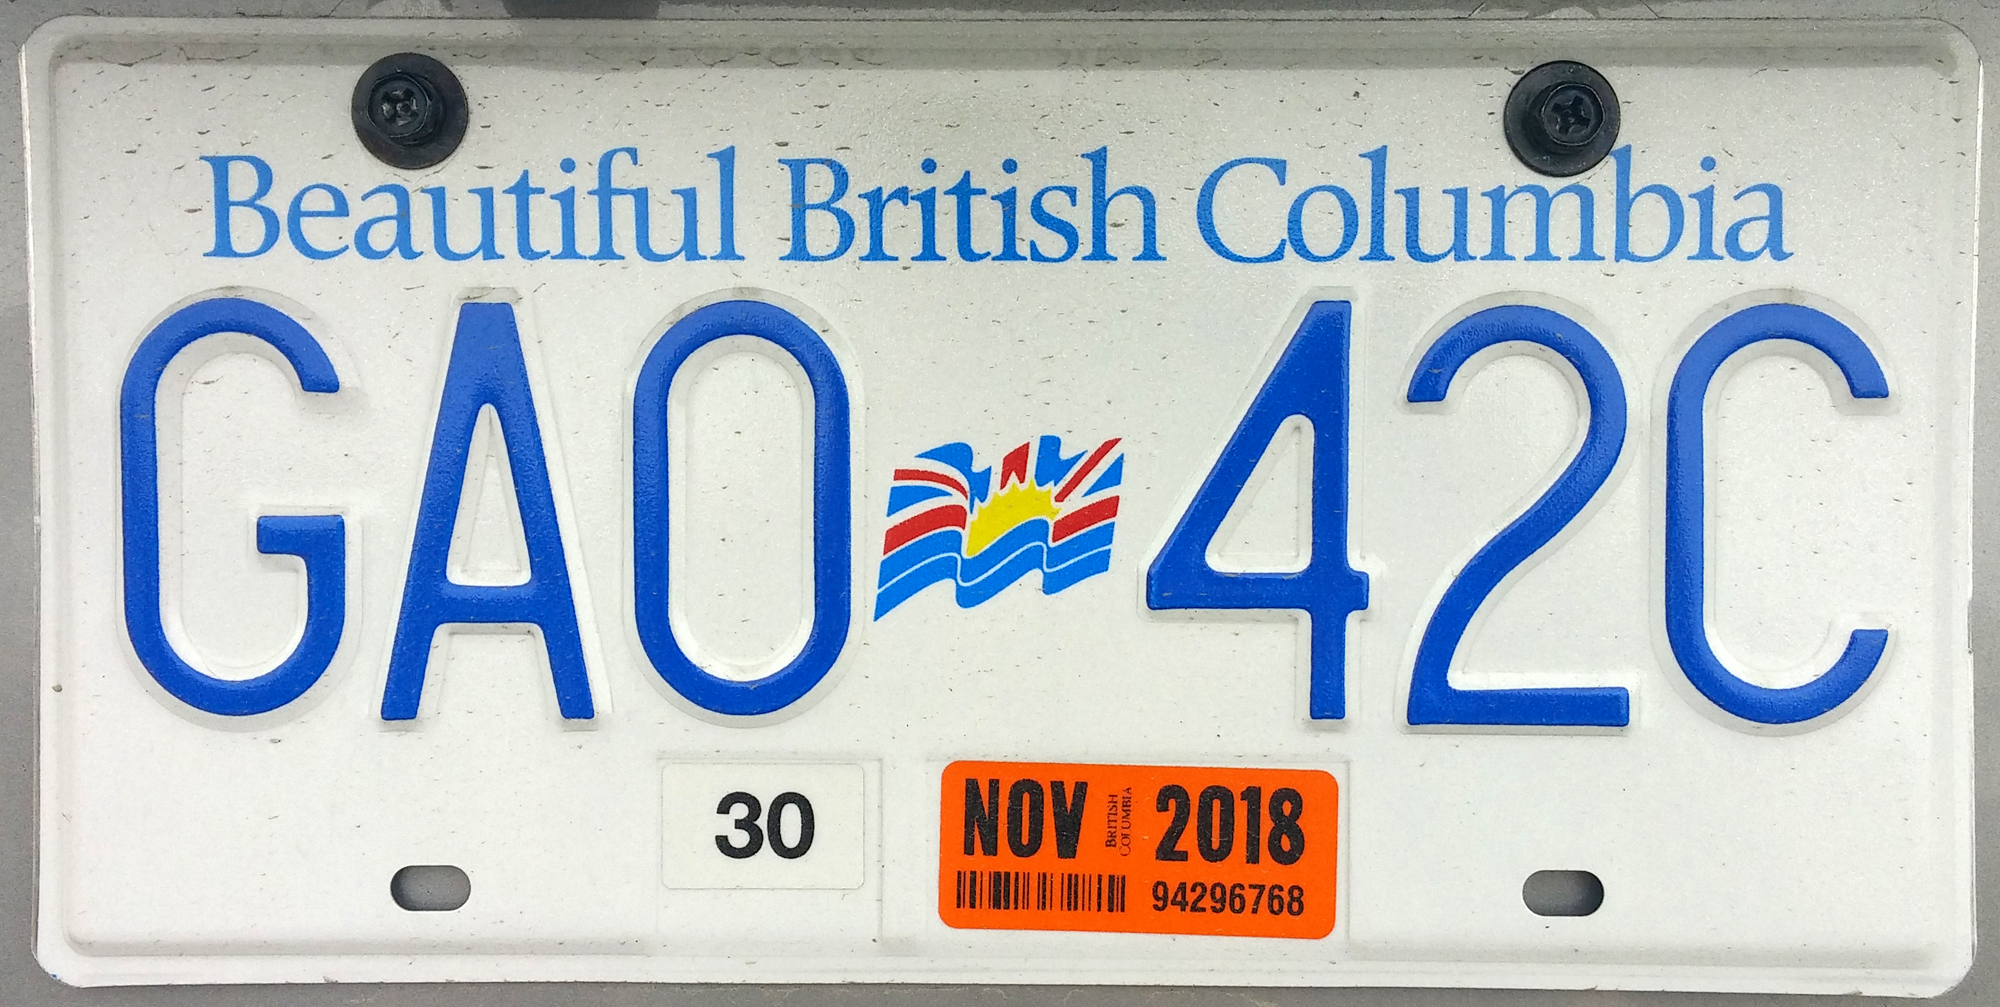 Beautiful British Columbia
GA0 42C
30
NOV BRITISH COLUMBIA 2018
94296768